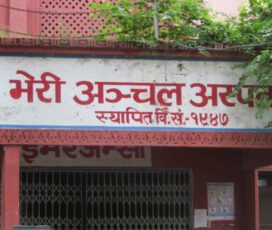 भेरी अञ्चल अस्पता
स्थापित वि.सं.-१९४७
इमरजेन्सी